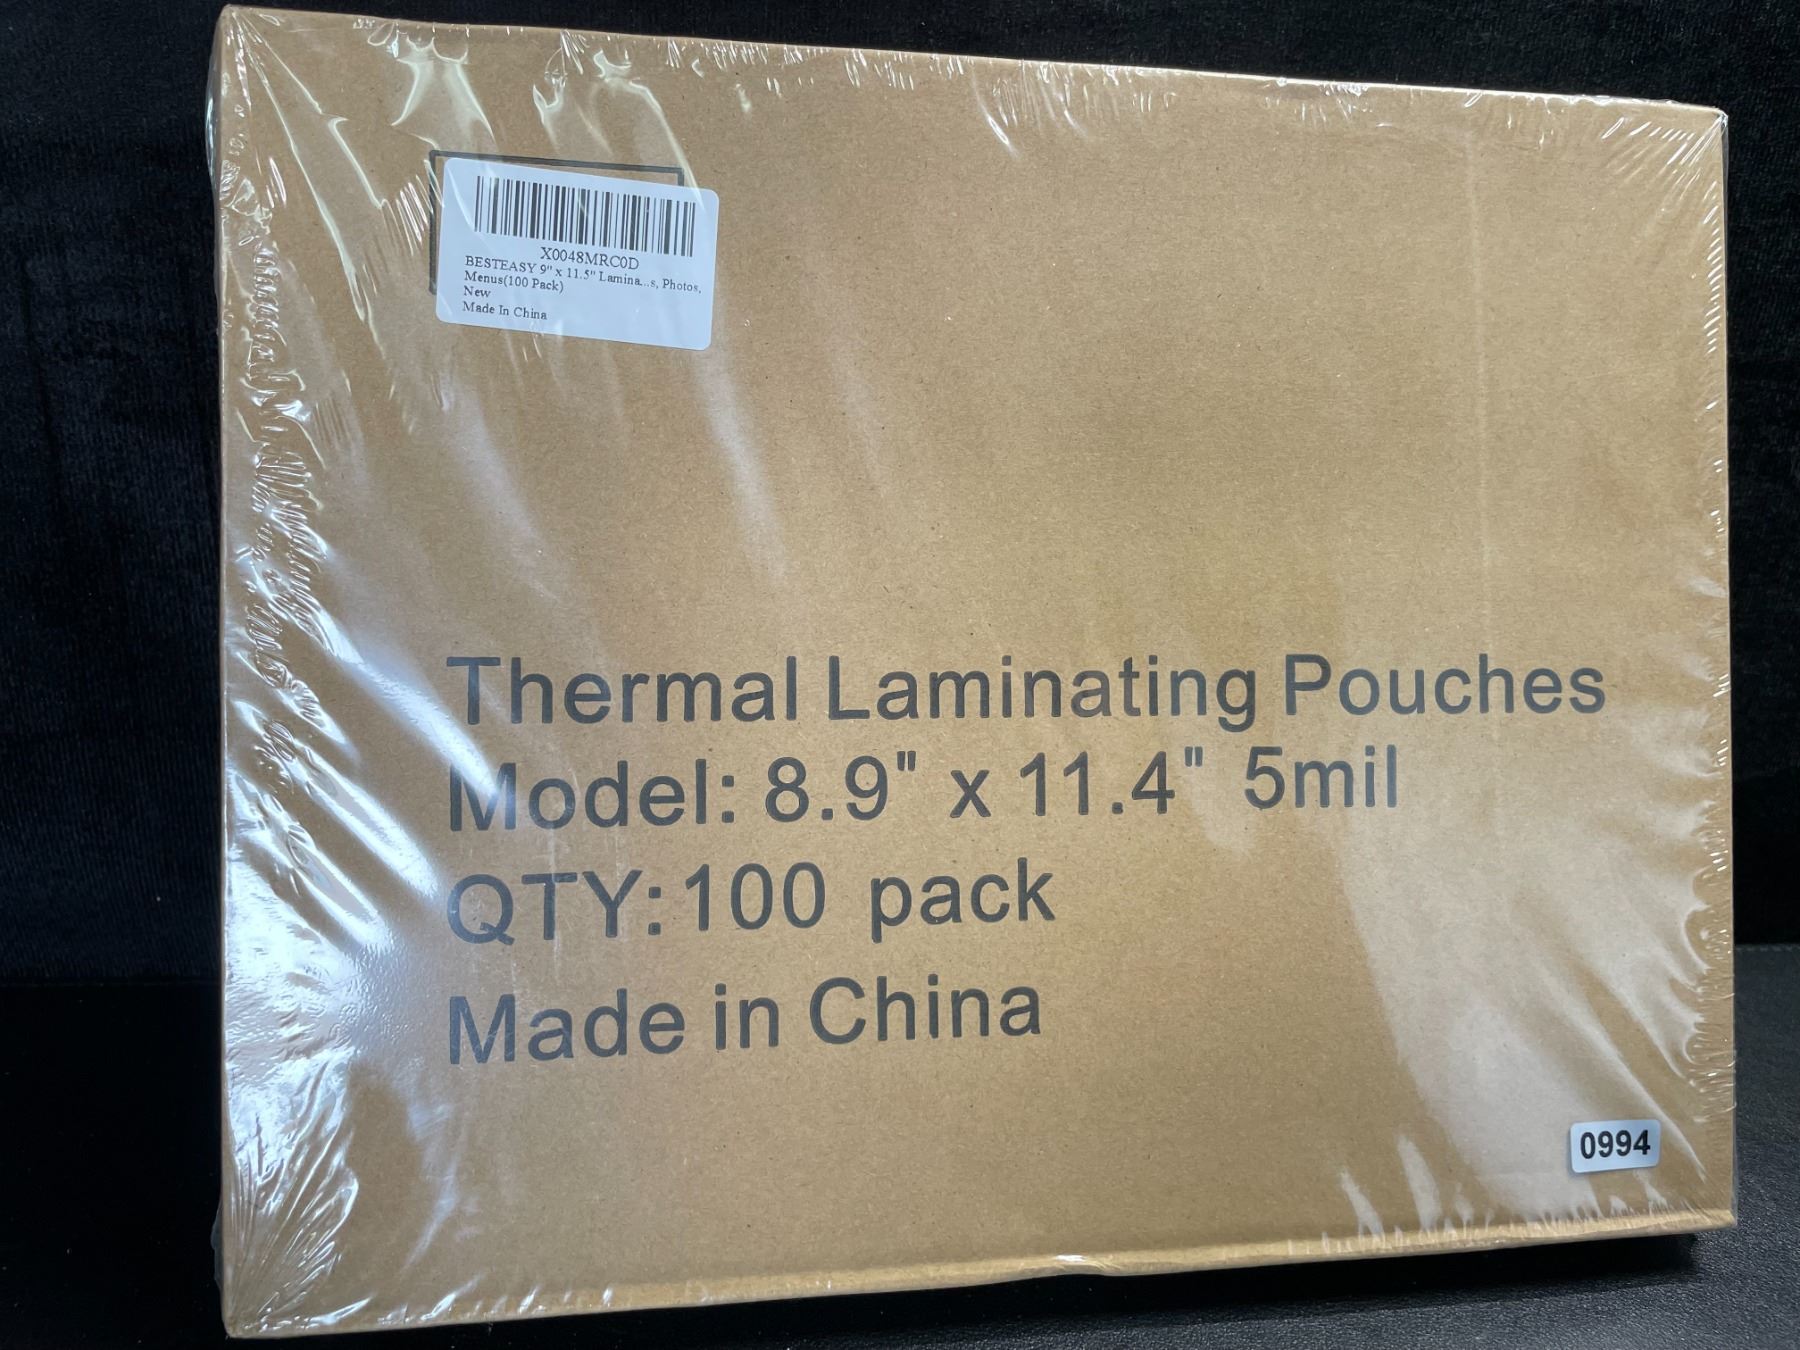 X0048MRC0D
BESTEASY 9" x 11.5" Lamina...s, Photos,
Menus(100 Pack)
New
Made In China
Thermal Laminating Pouches
Model: 8.9" x 11.4" 5mil
QTY: 100 pack
Made in China
0994